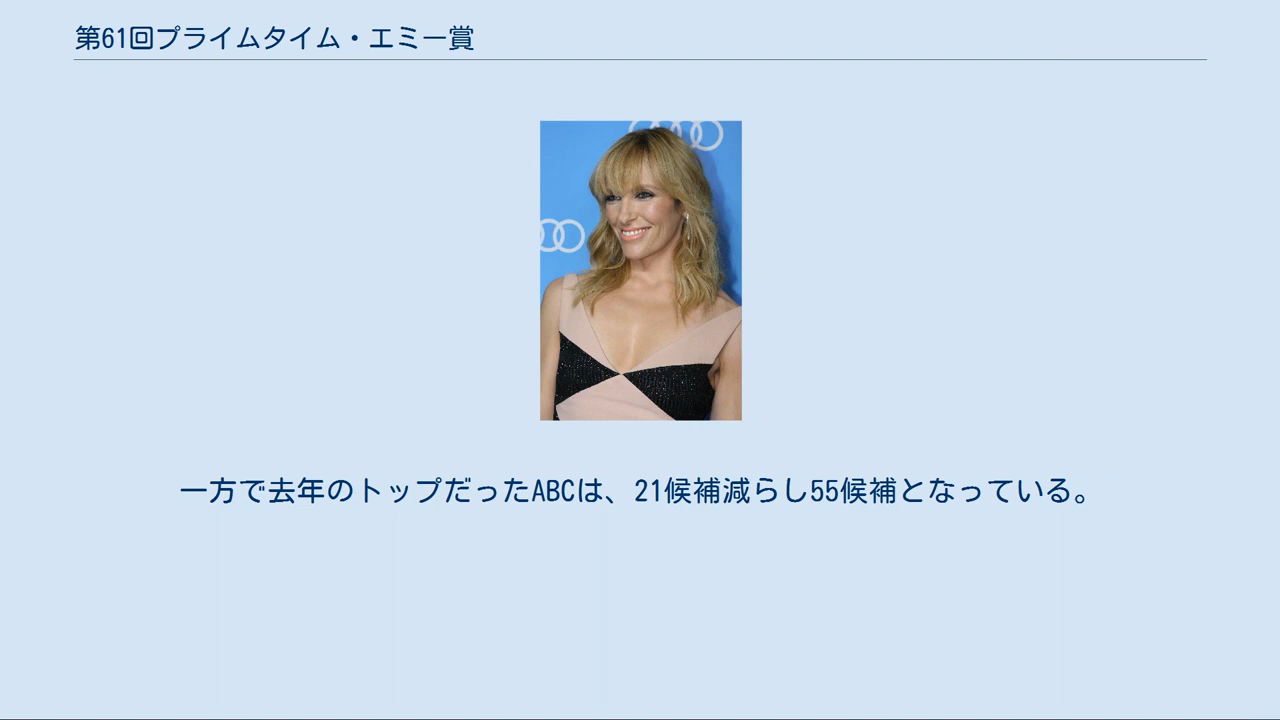 第61回プライムタイム・エミー賞
一方で去年のトップだったABCは、21候補減らし55候補となっている。